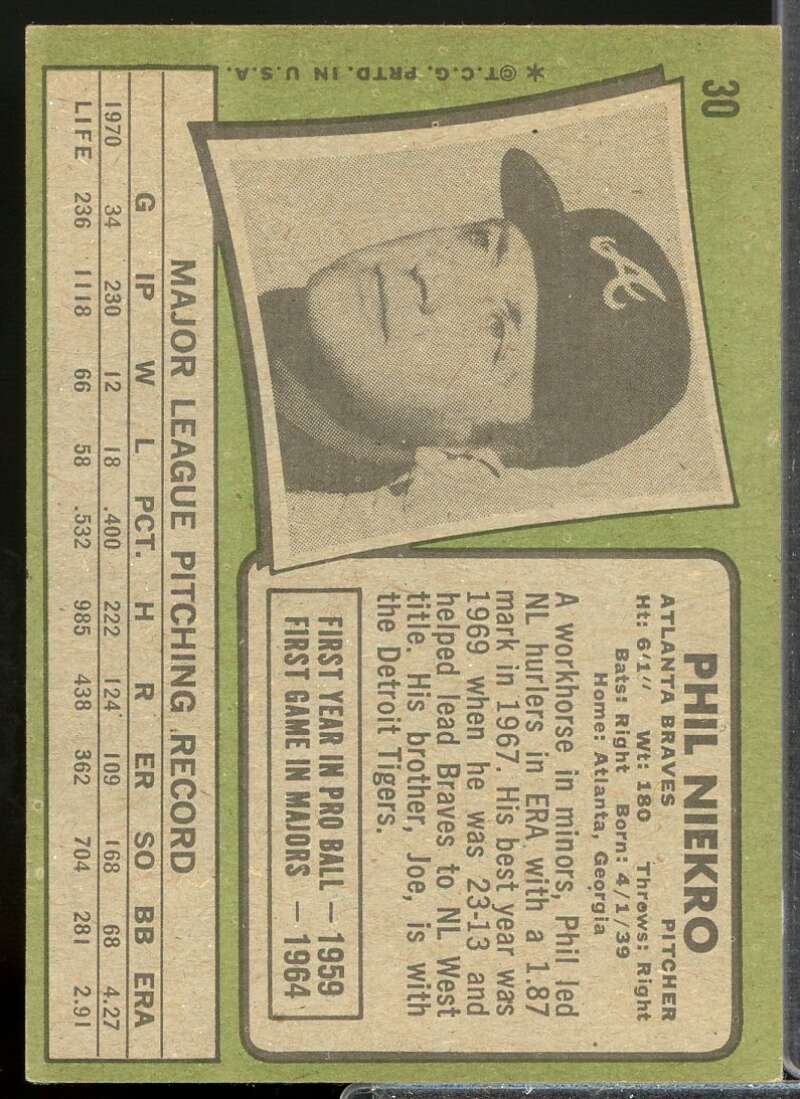 30
PHIL NIEKRO
ATLANTA BRAVES PITCHER
Ht: 6'1" Wt: 180 Throws: Right
Bats: Right Born: 4/1/39
Home: Atlanta, Georgia
A workhorse in minors, Phil led
NL hurlers in ERA with a 1.87
mark in 1967. His best year was
1969 when he was 23-13 and
helped lead Braves to NL West
title. His brother, Joe, is with
the Detroit Tigers.
FIRST YEAR IN PRO BALL — 1959
FIRST GAME IN MAJORS — 1964
A
✶©T.C.G. PRTD. IN U.S.A.
MAJOR LEAGUE PITCHING RECORD
G IP W L PCT. H R ER SO BB ERA
1970 34 230 12 18 .400 222 124 109 168 68 4.27
LIFE 236 1118 66 58 .532 985 438 362 704 281 2.91